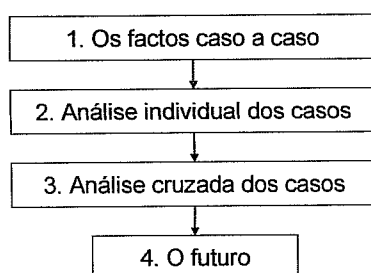 1. Os factos caso a caso
2. Análise individual dos casos
3. Análise cruzada dos casos
4. O futuro